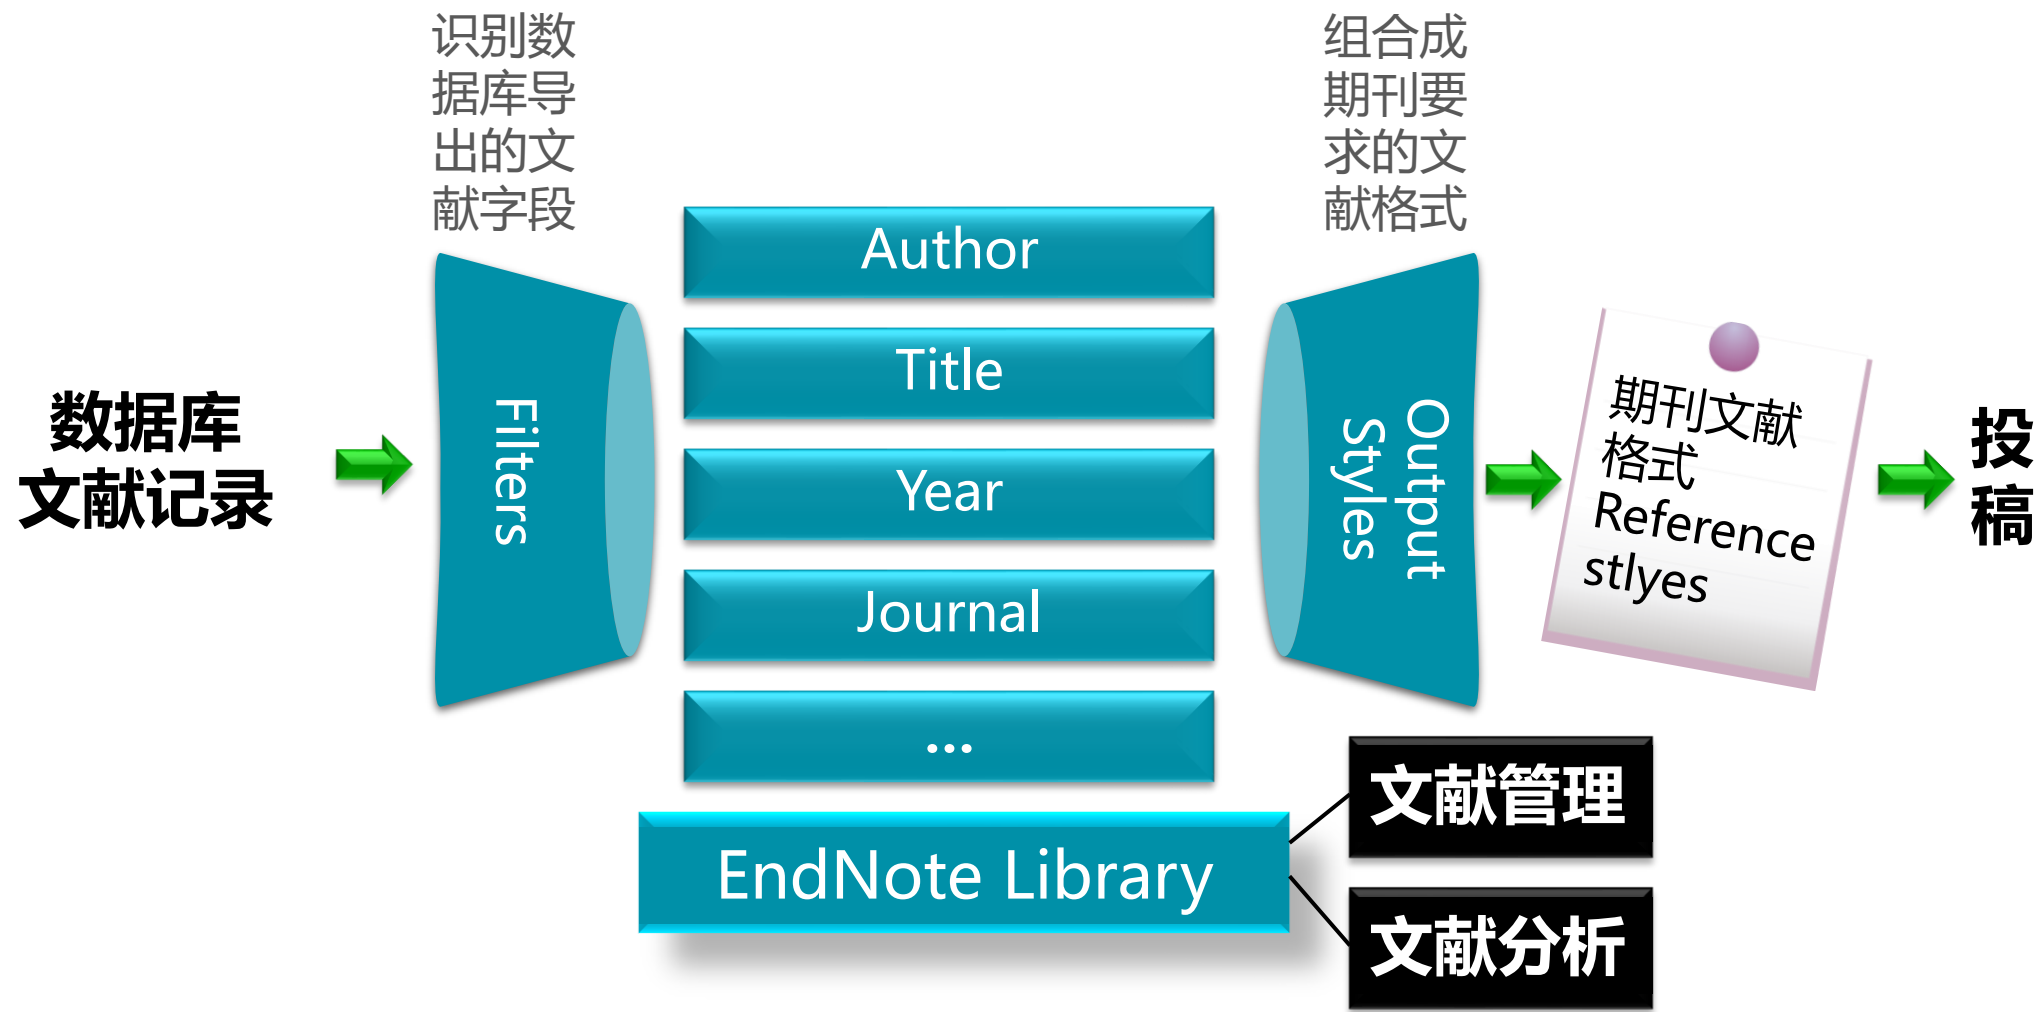 识别数
据库导
出的文
献字段
组合成
期刊要
求的文
献格式
数据库
文献记录
Filters
Author
Title
Year
Journal
...
Output
Styles
期刊文献
格式
Reference
stlyes
投
稿
EndNote Library
文献管理
文献分析